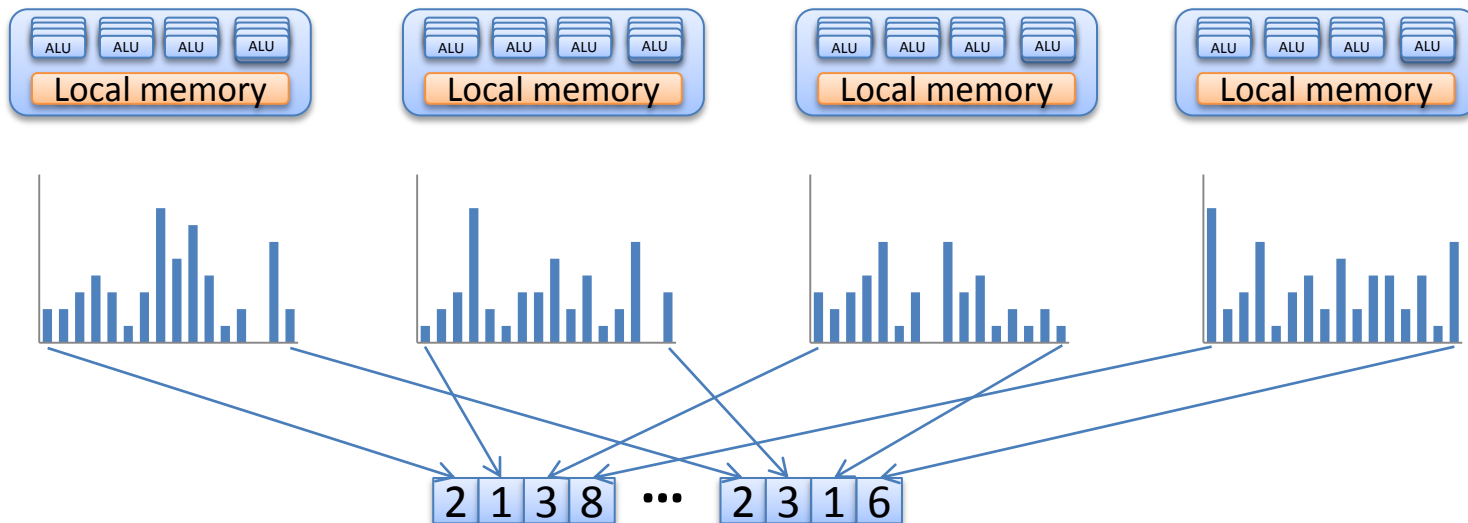 ALU ALU ALU ALU ALU ALU ALU ALU ALU ALU ALU ALU ALU ALU ALU ALU
Local memory Local memory Local memory Local memory
2 1 3 8 ... 2 3 1 6